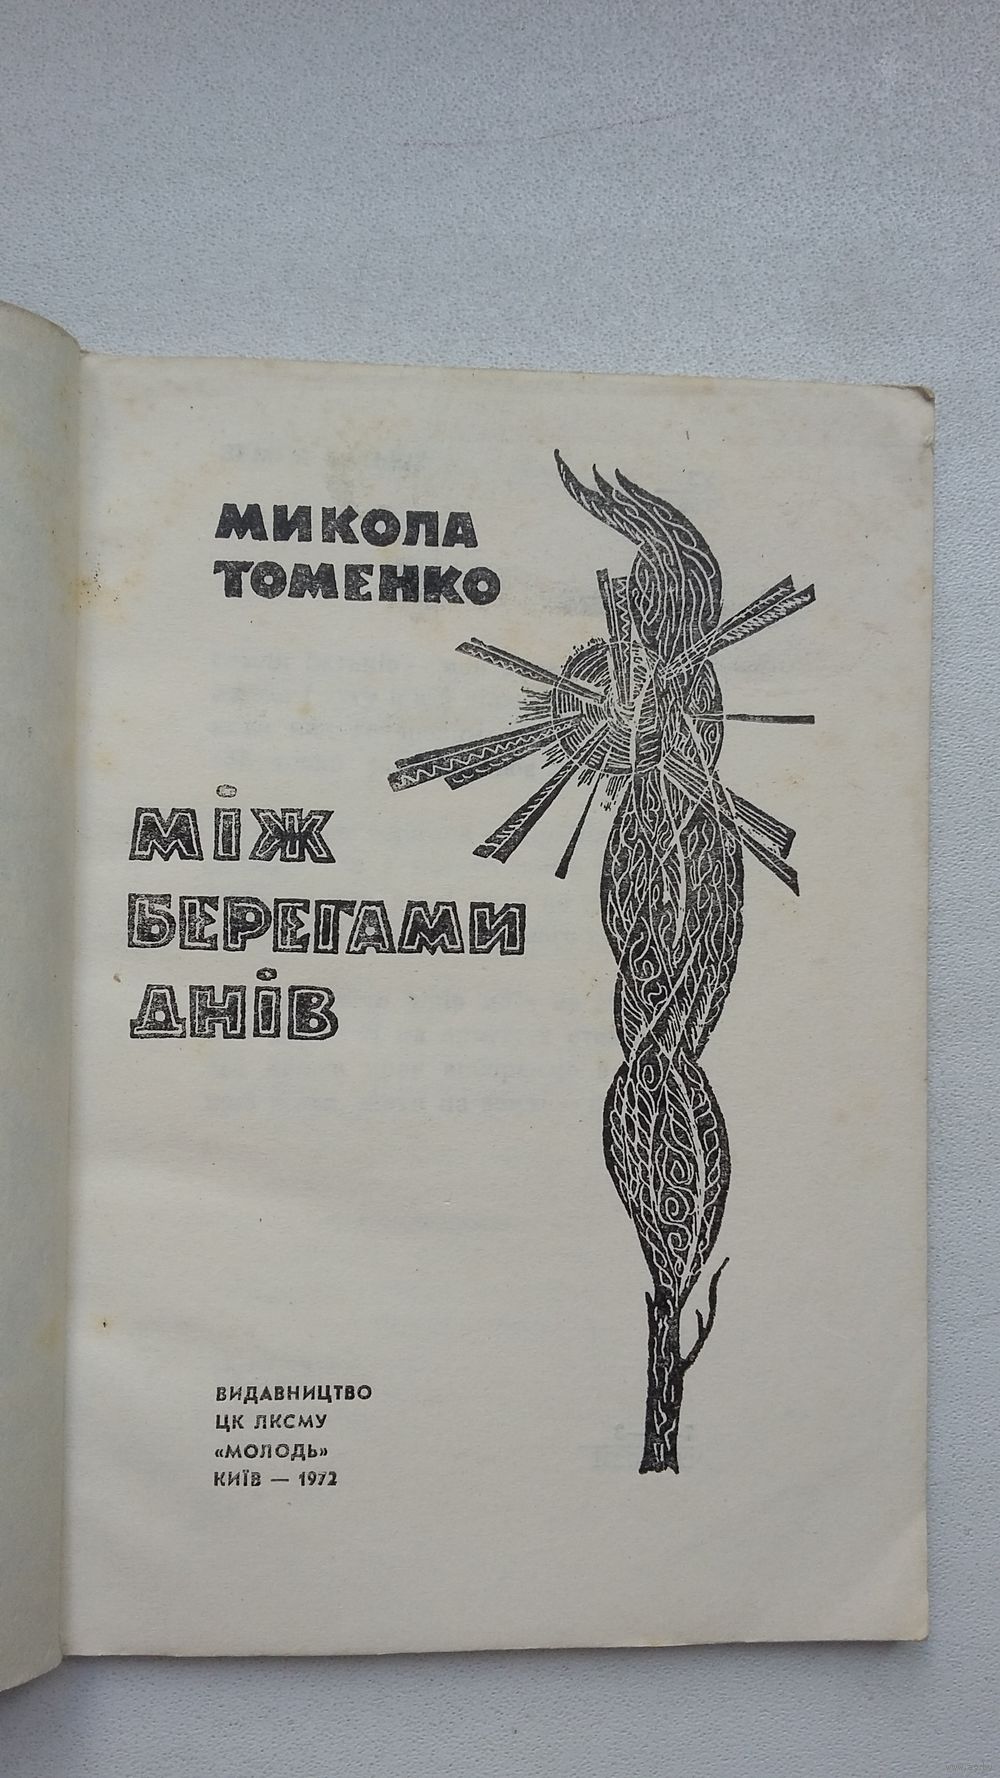 МИКОЛА
ТОМЕНКО
МІЖ
БЕРЕГАМИ
ДНІВ
ВИДАВНИЦТВО
ЦК ЛКСМУ
«МОЛОДЬ»
КИЇВ — 1972